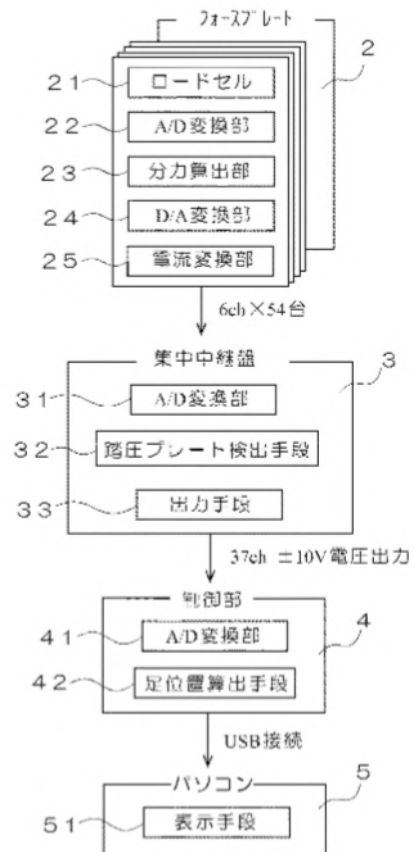 フォースプレート
2
21
ロードセル
22
A/D変換部
23
分力算出部
24
D/A変換部
25
電流変換部
6ch×54台
集中中継盤
3
31
A/D変換部
32
踏圧プレート検出手段
33
出力手段
37ch ±10V電圧出力
制御部
4
41
A/D変換部
42
足位置算出手段
USB接続
パソコン
5
51
表示手段